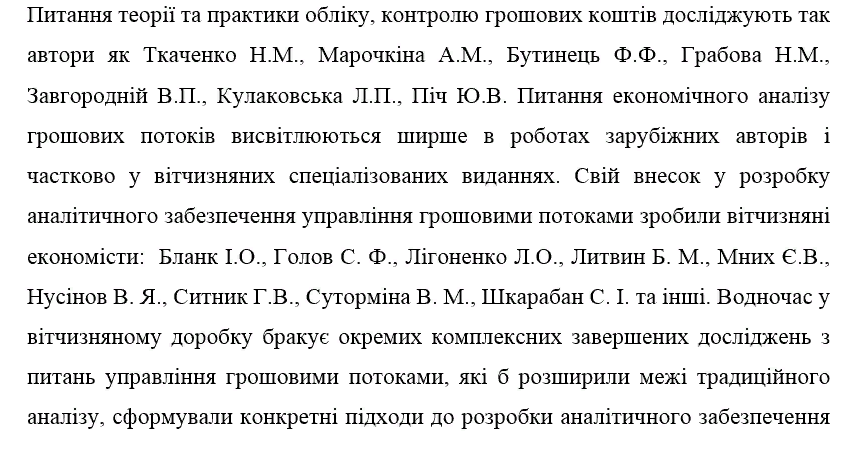 Питання теорії та практики обліку, контролю грошових коштів досліджують так
автори як Ткаченко Н.М., Марочкіна А.М., Бутинець Ф.Ф., Грабова Н.М.,
Завгородній В.П., Кулаковська Л.П., Піч Ю.В. Питання економічного аналізу
грошових потоків висвітлюються ширше в роботах зарубіжних авторів і
частково у вітчизняних спеціалізованих виданнях. Свій внесок у розробку
аналітичного забезпечення управління грошовими потоками зробили вітчизняні
економісти:  Бланк І.О., Голов С. Ф., Лігоненко Л.О., Литвин Б. М., Мних Є.В.,
Нусінов В. Я., Ситник Г.В., Суторміна В. М., Шкарабан С. І. та інші. Водночас у
вітчизняному доробку бракує окремих комплексних завершених досліджень з
питань управління грошовими потоками, які б розширили межі традиційного
аналізу, сформували конкретні підходи до розробки аналітичного забезпечення